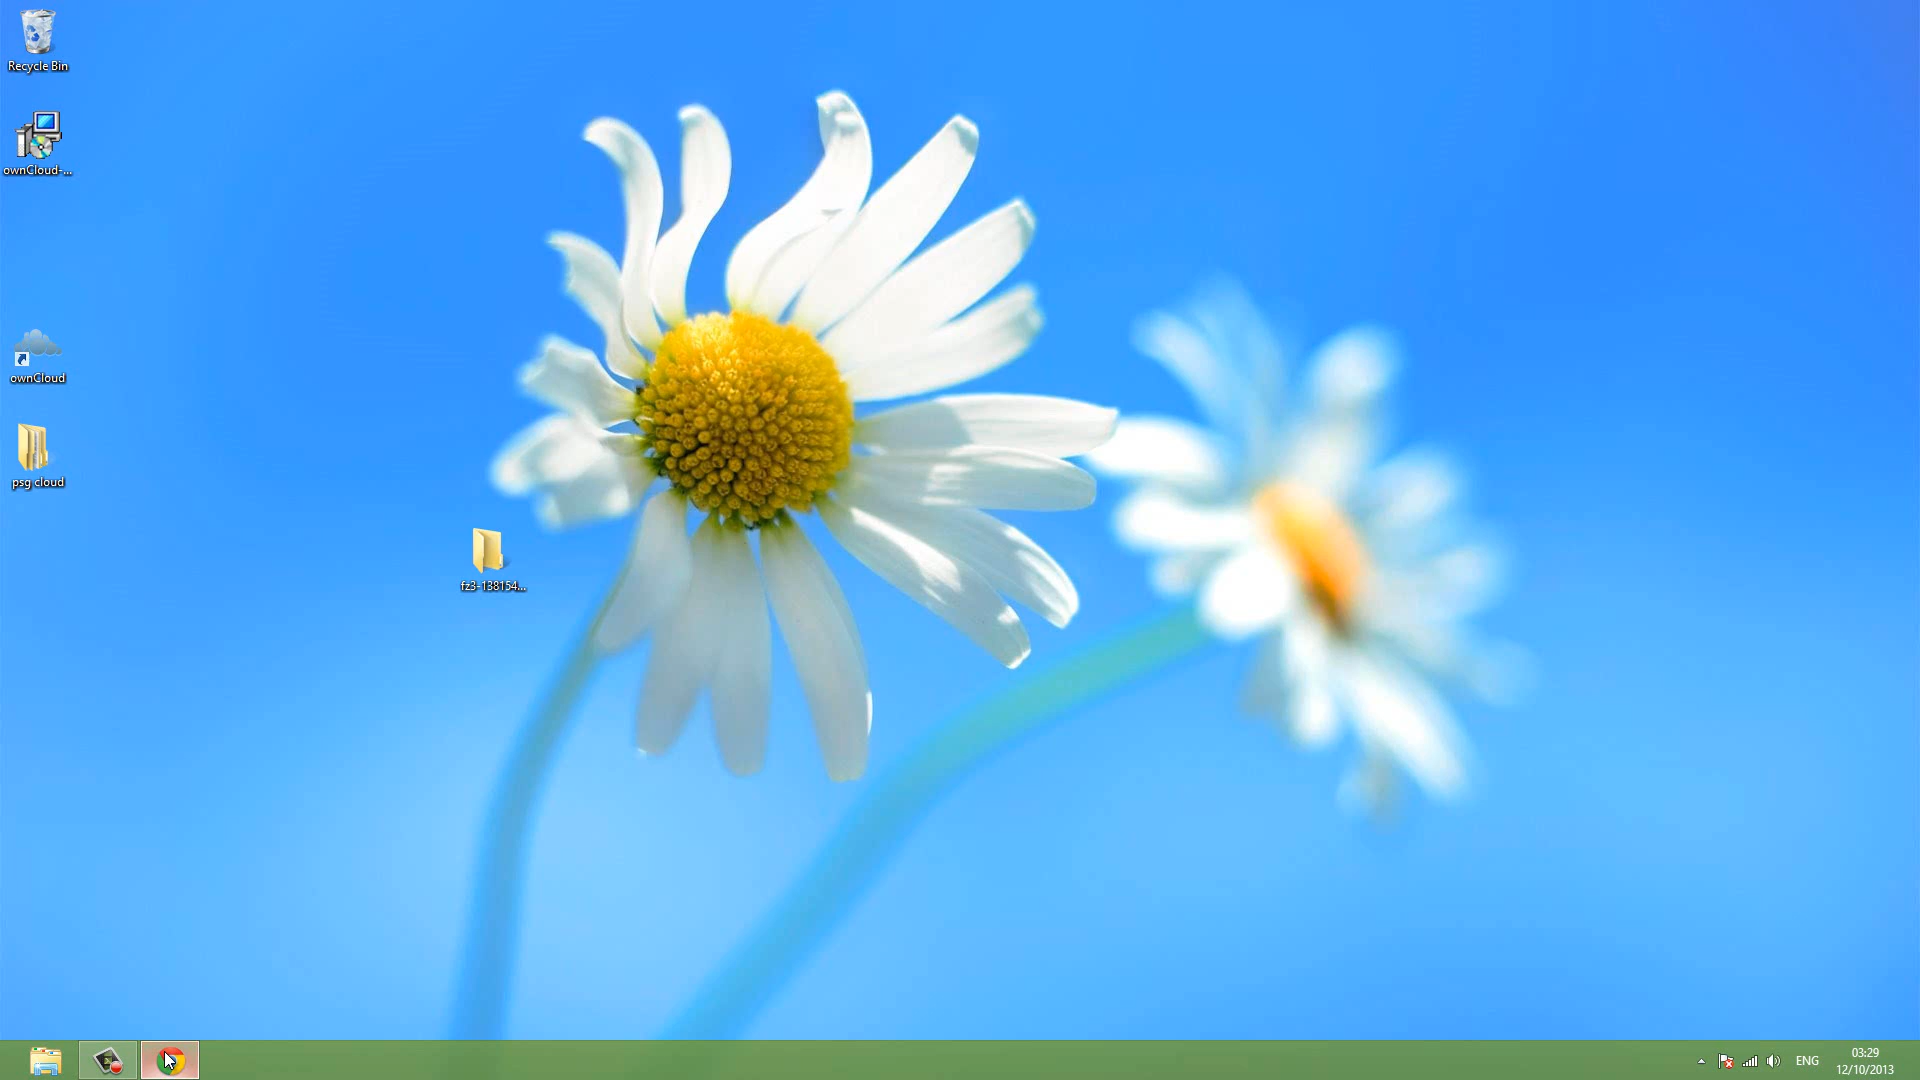 Recycle Bin
ownCloud-...
ownCloud
psg cloud
fz3-138154...
ENG
03:29
12/10/2013